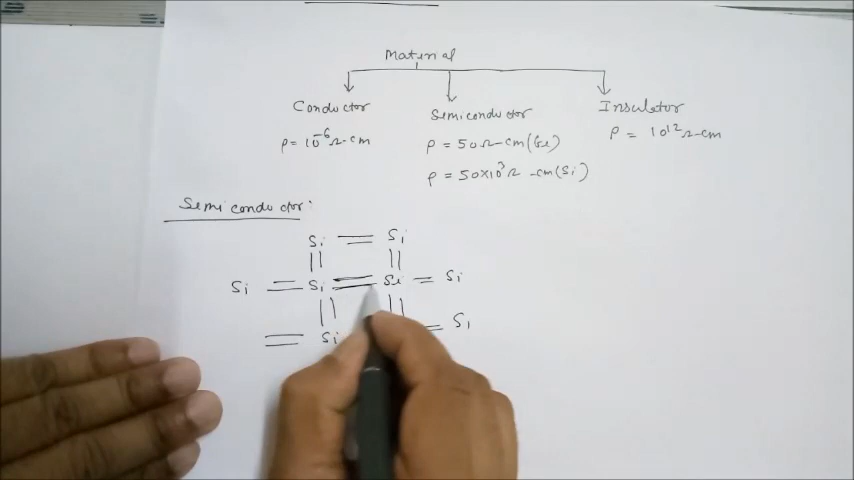 Material
Conductor Semiconductor Insulator
ρ = 10⁻⁶ Ω-cm ρ = 50 Ω-cm (Ge) ρ = 10¹² Ω-cm
ρ = 50×10³ Ω-cm (Si)
Semiconductor:
Si = Si
Si = Si = Si = Si
= Si = Si